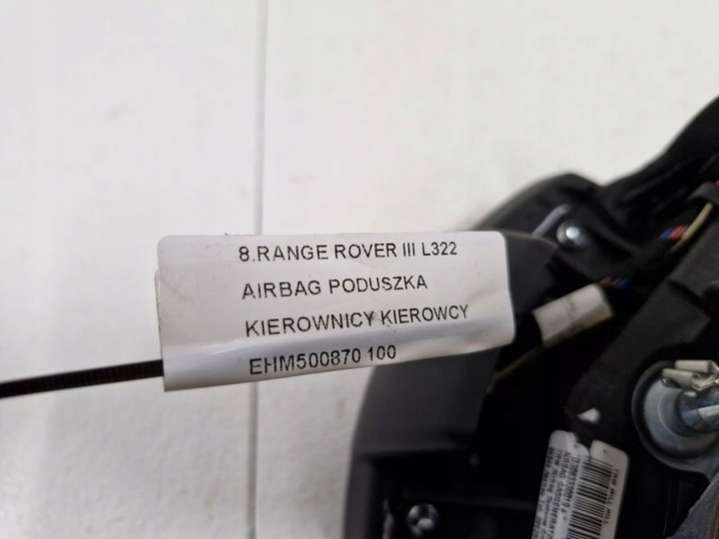 8.RANGE ROVER III L322
AIRBAG PODUSZKA
KIEROWNICY KIEROWCY
EHM500870 100